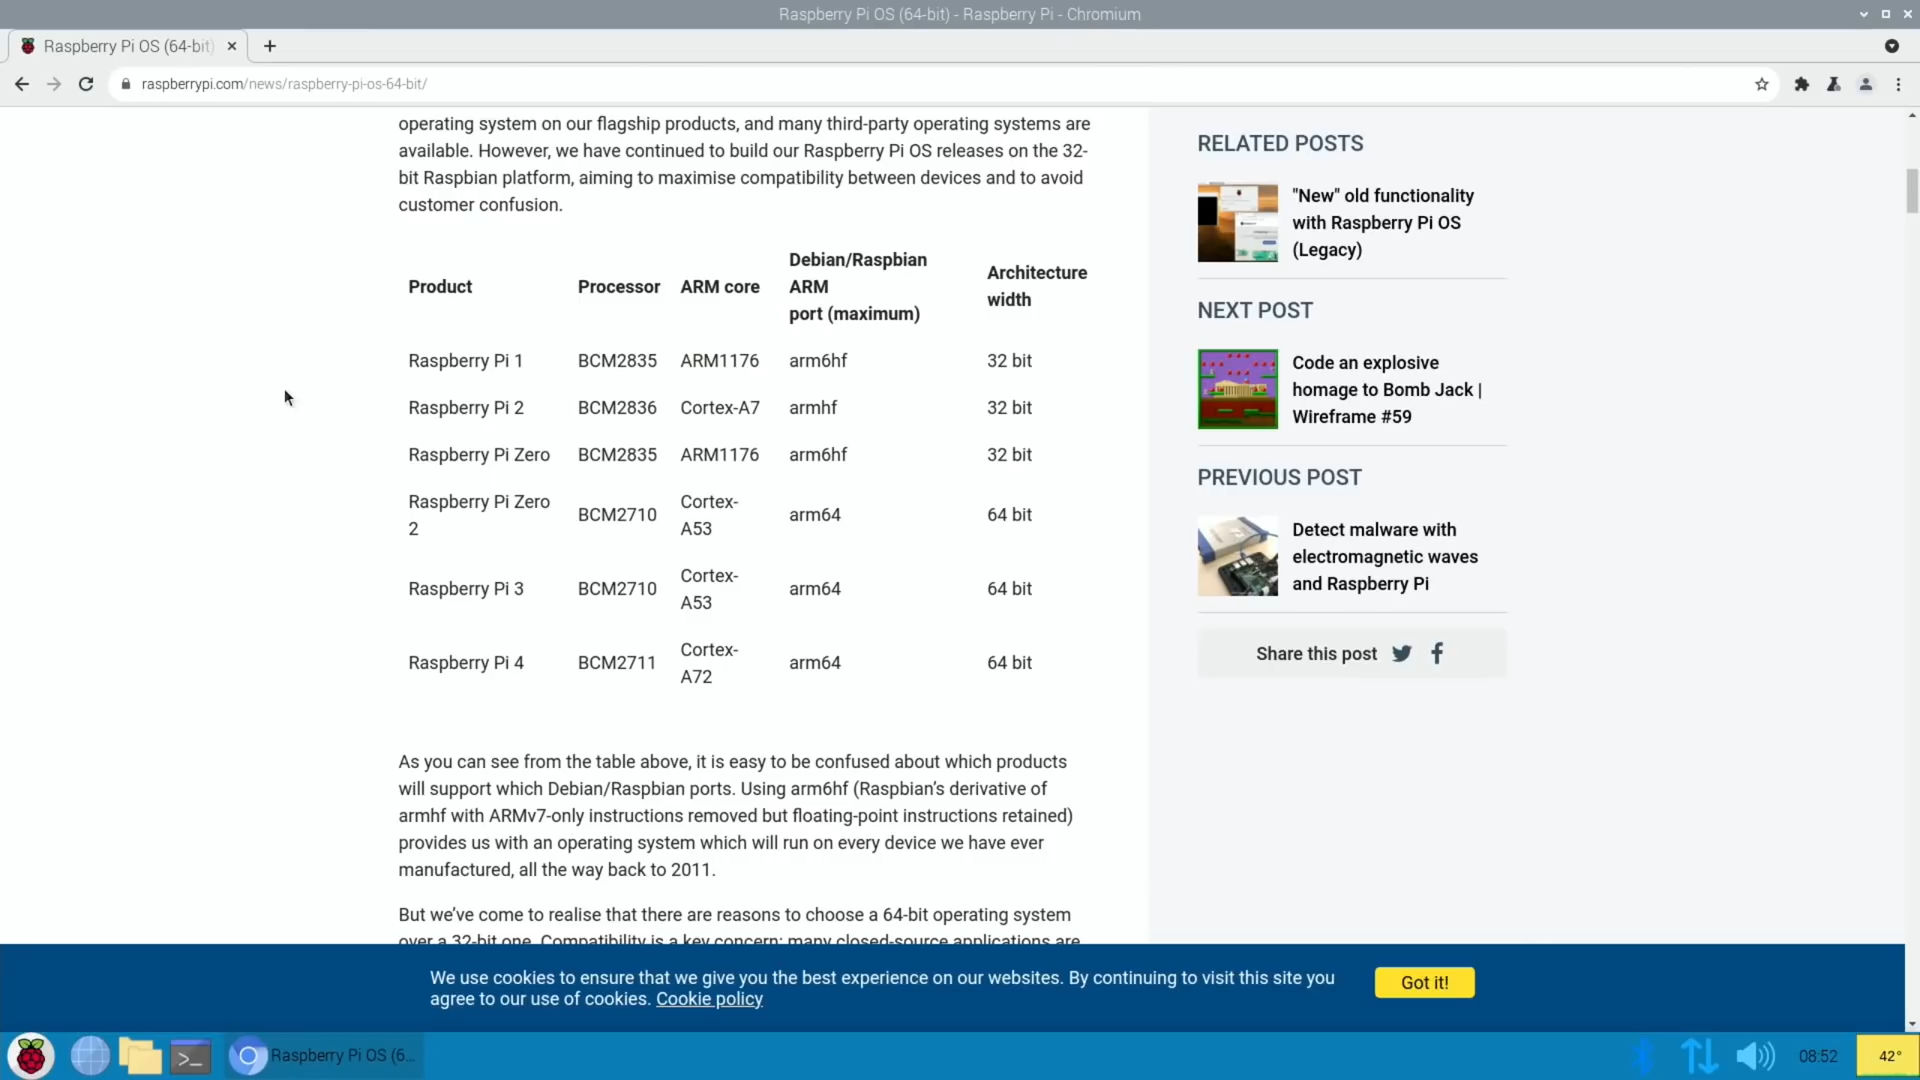 Raspberry Pi OS (64-bit) - Raspberry Pi - Chromium
Raspberry Pi OS (64-bit)
raspberrypi.com/news/raspberry-pi-os-64-bit/
operating system on our flagship products, and many third-party operating systems are
available. However, we have continued to build our Raspberry Pi OS releases on the 32-
bit Raspbian platform, aiming to maximise compatibility between devices and to avoid
customer confusion.
Product Processor ARM core Debian/Raspbian ARM port (maximum) Architecture width
Raspberry Pi 1 BCM2835 ARM1176 arm6hf 32 bit
Raspberry Pi 2 BCM2836 Cortex-A7 armhf 32 bit
Raspberry Pi Zero BCM2835 ARM1176 arm6hf 32 bit
Raspberry Pi Zero 2 BCM2710 Cortex-A53 arm64 64 bit
Raspberry Pi 3 BCM2710 Cortex-A53 arm64 64 bit
Raspberry Pi 4 BCM2711 Cortex-A72 arm64 64 bit
As you can see from the table above, it is easy to be confused about which products
will support which Debian/Raspbian ports. Using arm6hf (Raspbian’s derivative of
armhf with ARMv7-only instructions removed but floating-point instructions retained)
provides us with an operating system which will run on every device we have ever
manufactured, all the way back to 2011.
But we’ve come to realise that there are reasons to choose a 64-bit operating system
over a 32-bit one. Compatibility is a key concern: many closed-source applications are
RELATED POSTS
"New" old functionality
with Raspberry Pi OS
(Legacy)
NEXT POST
Code an explosive
homage to Bomb Jack |
Wireframe #59
PREVIOUS POST
Detect malware with
electromagnetic waves
and Raspberry Pi
Share this post
We use cookies to ensure that we give you the best experience on our websites. By continuing to visit this site you
agree to our use of cookies. Cookie policy
Got it!
Raspberry Pi OS (6...
08:52
42°